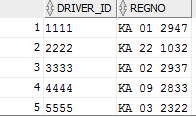 DRIVER_ID REGNO
1 1111 KA 01 2947
2 2222 KA 22 1032
3 3333 KA 02 2937
4 4444 KA 09 2833
5 5555 KA 03 2322